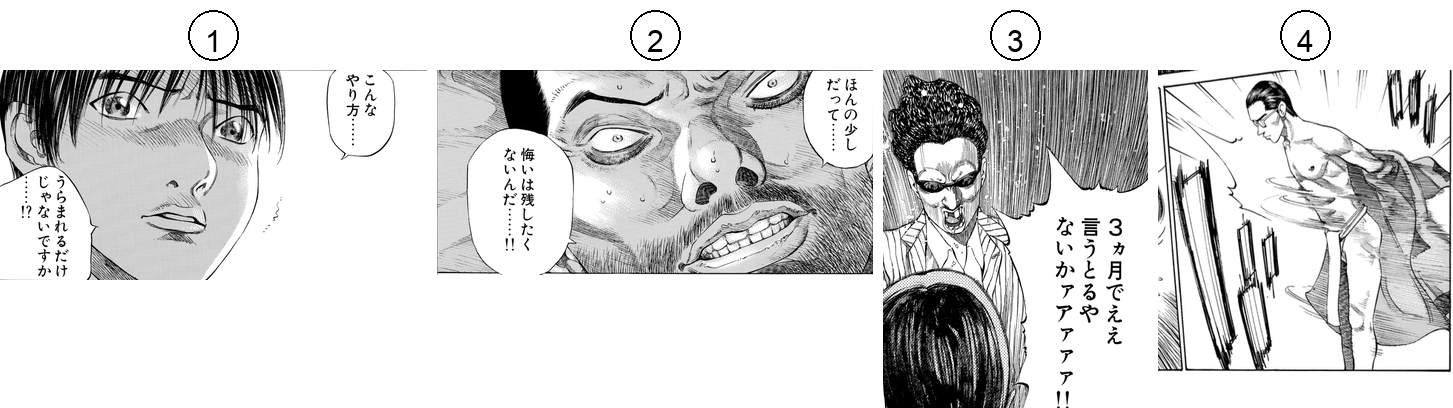 1
こんな
やり方……
うらまれるだけ
じゃないですか
……!?
2
ほんの少し
だって……
悔いは残したく
ないんだ……!!
3
3ヵ月でええ
言うとるや
ないかァァァァァ!!
4